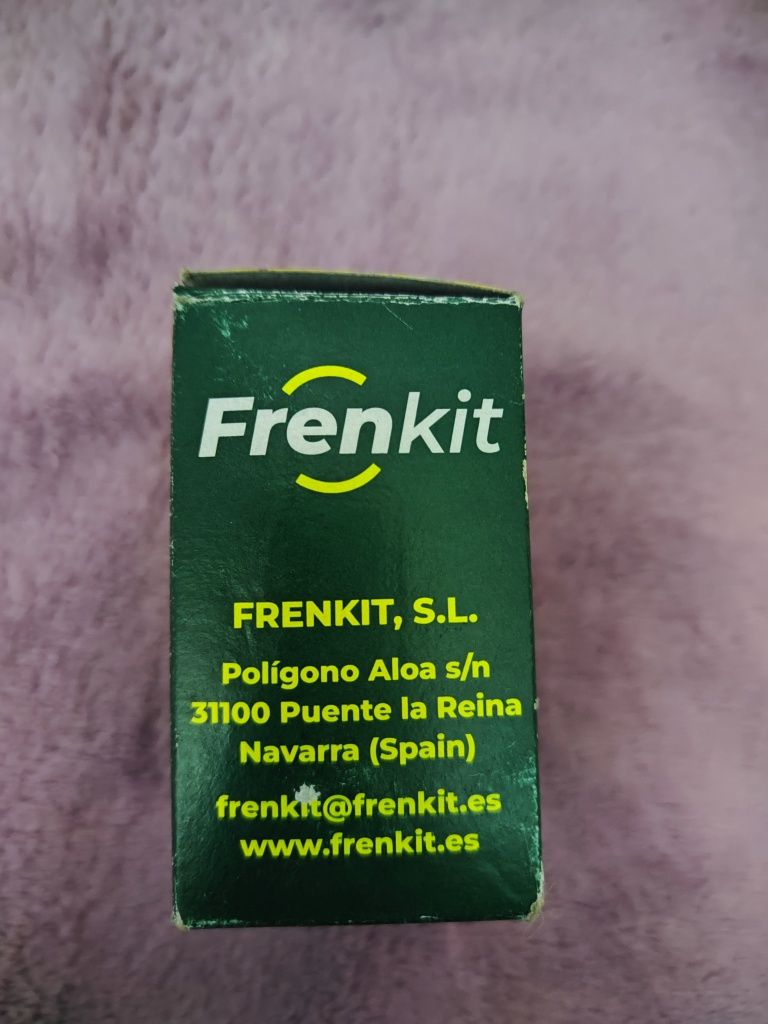 Frenkit
FRENKIT, S.L.
Polígono Aloa s/n
31100 Puente la Reina
Navarra (Spain)
frenkit@frenkit.es
www.frenkit.es